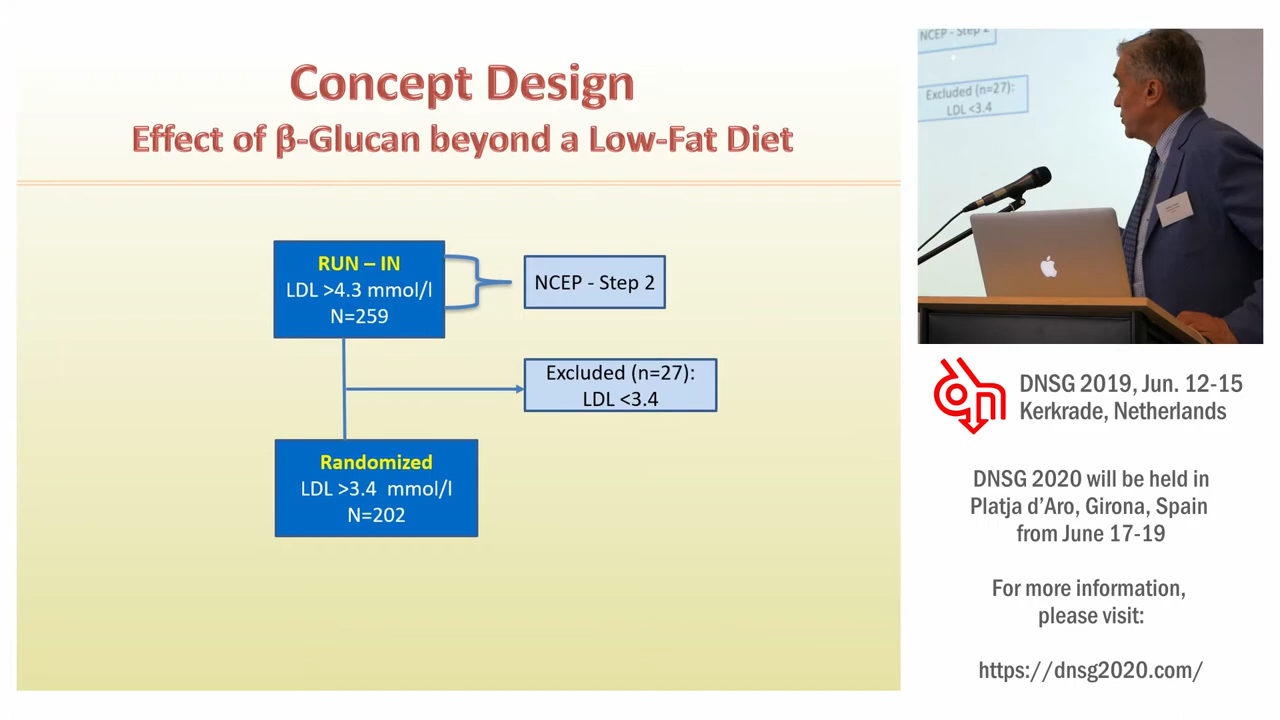 Concept Design
Effect of β-Glucan beyond a Low-Fat Diet
RUN – IN
LDL >4.3 mmol/l
N=259
NCEP - Step 2
Excluded (n=27):
LDL <3.4
Randomized
LDL >3.4 mmol/l
N=202
NCEP - Step 2
Excluded (n=27):
LDL <3.4
DNSG 2019, Jun. 12-15
Kerkrade, Netherlands
DNSG 2020 will be held in
Platja d’Aro, Girona, Spain
from June 17-19
For more information,
please visit:
https://dnsg2020.com/